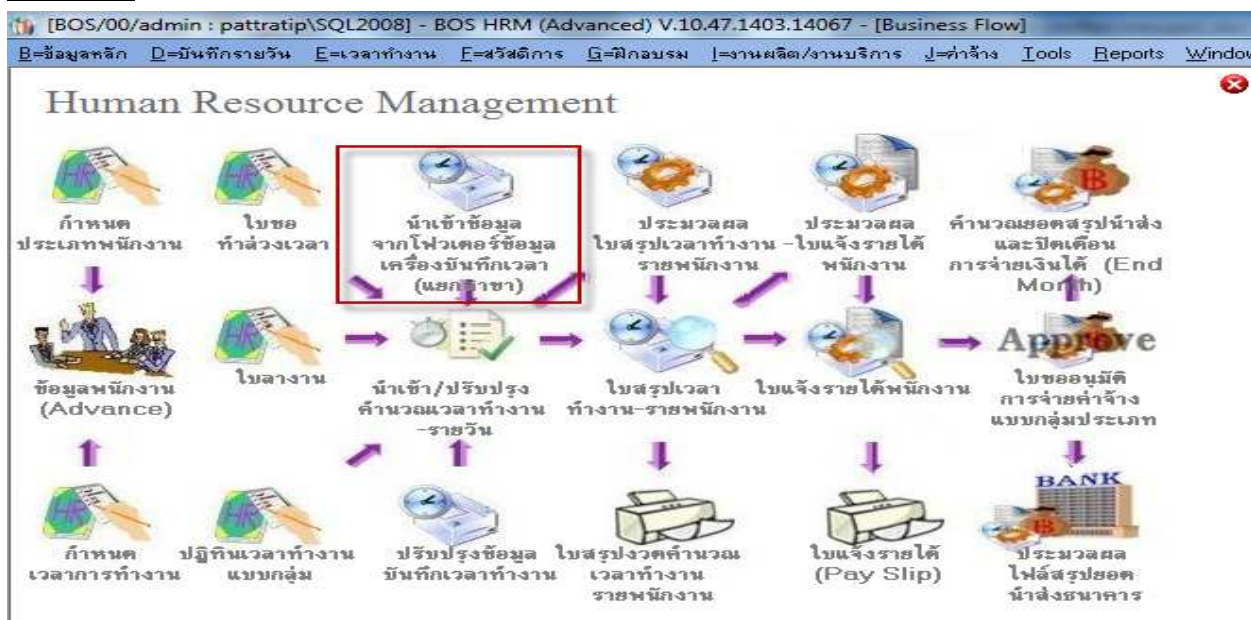 [BOS/00/admin : pattratip\SQL2008] - BOS HRM (Advanced) V.10.47.1403.14067 - [Business Flow]
B=ข้อมูลหลัก D=บันทึกรายวัน E=เวลาทำงาน F=สวัสดิการ G=ฝึกอบรม I=งานผลิต/งานบริการ J=ค่าจ้าง Tools Reports Window
Human Resource Management
กำหนด
ประเภทพนักงาน
ใบขอ
ทำล่วงเวลา
นำเข้าข้อมูล
จากโฟวเตอร์ข้อมูล
เครื่องบันทึกเวลา
(แยกสาขา)
ประมวลผล
ใบสรุปเวลาทำงาน
รายพนักงาน
ประมวลผล
-ใบแจ้งรายได้
พนักงาน
คำนวณยอดสรุปนำส่ง
และปิดเดือน
การจ่ายเงินได้ (End
Month)
ข้อมูลพนักงาน
(Advance)
ใบลางาน
นำเข้า/ปรับปรุง
คำนวณเวลาทำงาน
-รายวัน
ใบสรุปเวลา
ทำงาน-รายพนักงาน
ใบแจ้งรายได้พนักงาน
Approve
ใบขออนุมัติ
การจ่ายค่าจ้าง
แบบกลุ่มประเภท
กำหนด
เวลาการทำงาน
ปฏิทินเวลาทำงาน
แบบกลุ่ม
ปรับปรุงข้อมูล
บันทึกเวลาทำงาน
ใบสรุปงวดคำนวณ
เวลาทำงาน
รายพนักงาน
ใบแจ้งรายได้
(Pay Slip)
BANK
ประมวลผล
ไฟล์สรุปยอด
นำส่งธนาคาร